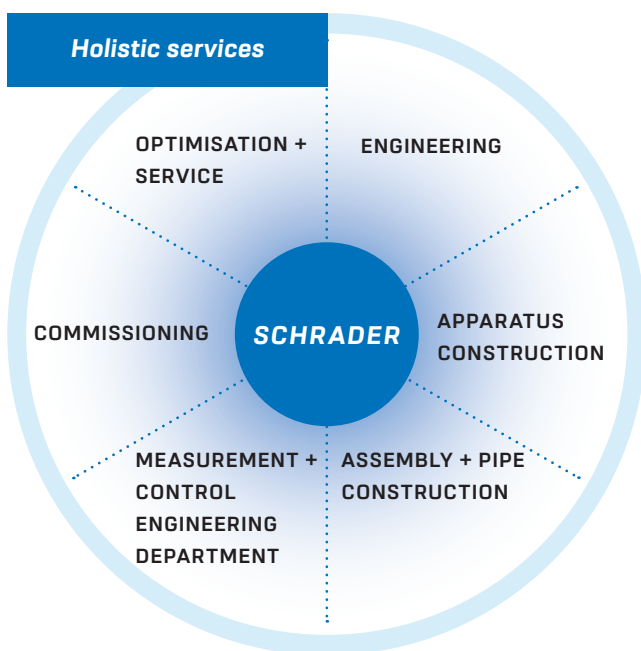 Holistic services
OPTIMISATION +
SERVICE
ENGINEERING
COMMISSIONING
SCHRADER
APPARATUS
CONSTRUCTION
MEASUREMENT +
CONTROL
ENGINEERING
DEPARTMENT
ASSEMBLY + PIPE
CONSTRUCTION